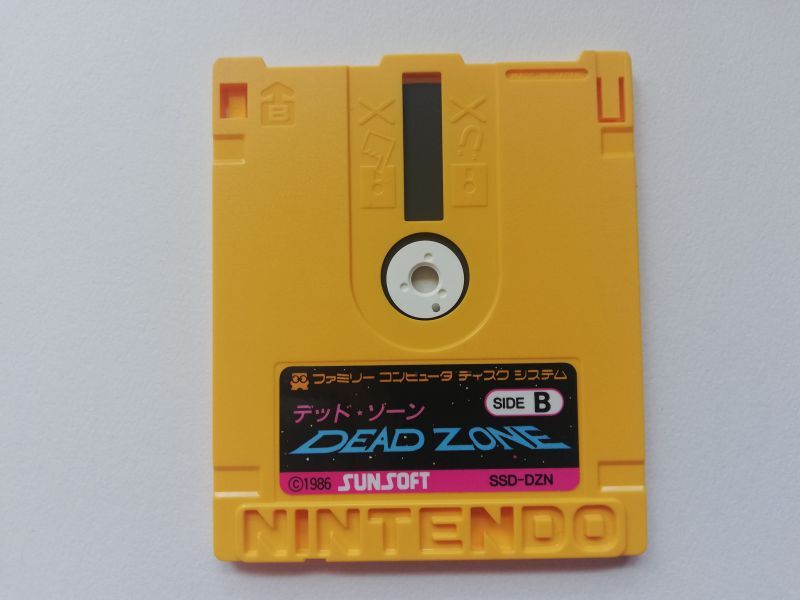 B
ファミリー コンピュータ ディスク システム
デッド・ゾーン
SIDE B
DEAD ZONE
©1986 SUNSOFT SSD-DZN
NINTENDO